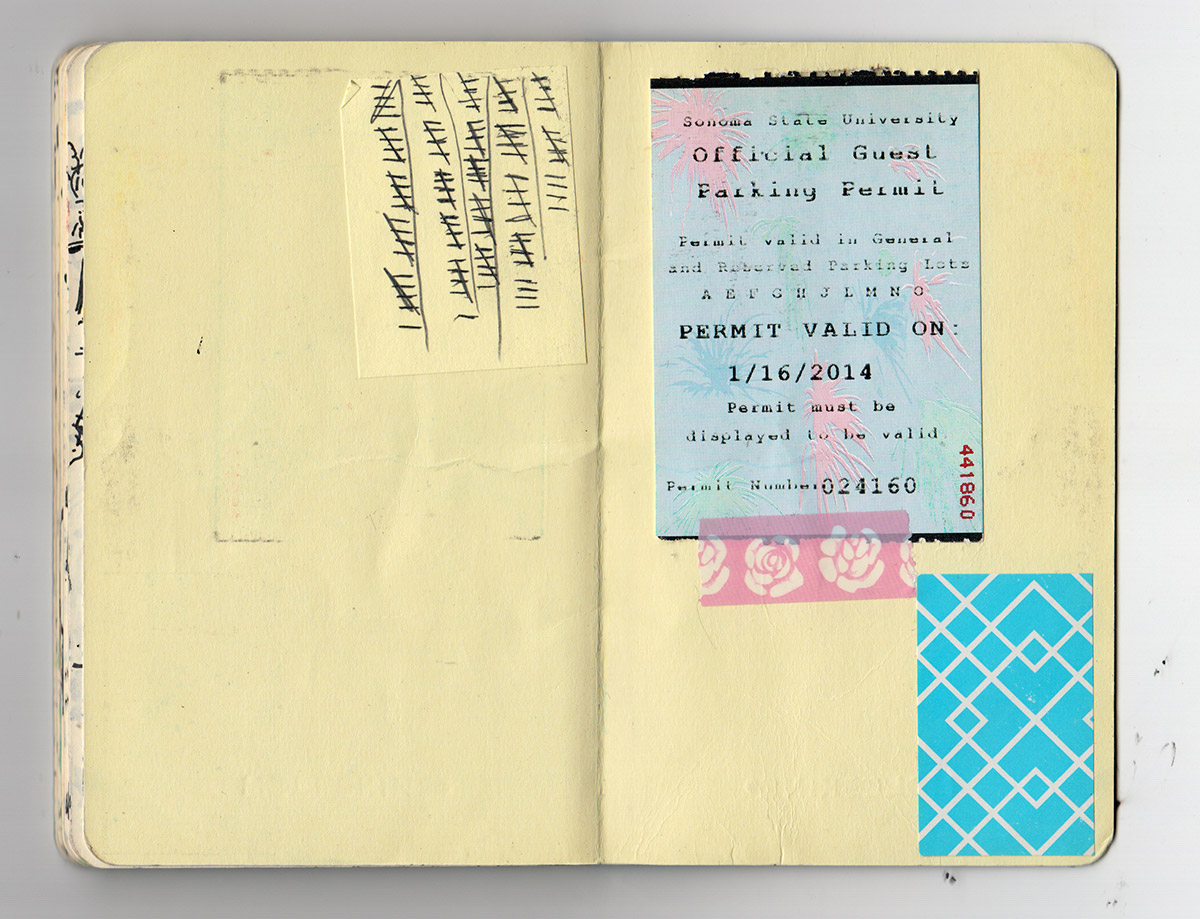 Sonoma State University
Official Guest
Parking Permit
Permit valid in General
and Reserved Parking Lots
A E F G H J L M N O
PERMIT VALID ON:
1/16/2014
Permit must be
displayed to be valid
Permit Number 024160
441860